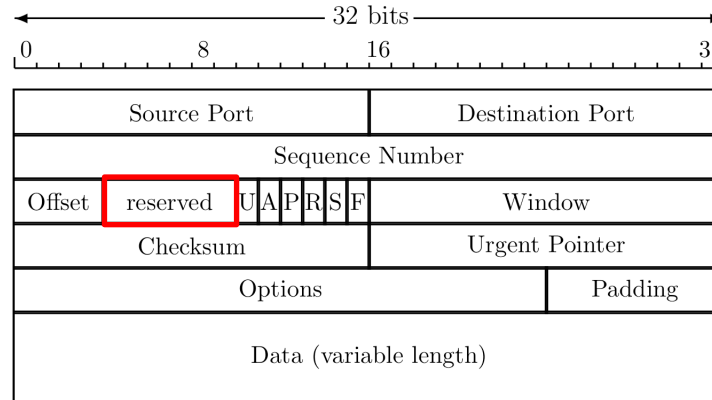 32 bits
0 8 16 3
Source Port Destination Port
Sequence Number
Offset reserved U A P R S F Window
Checksum Urgent Pointer
Options Padding
Data (variable length)